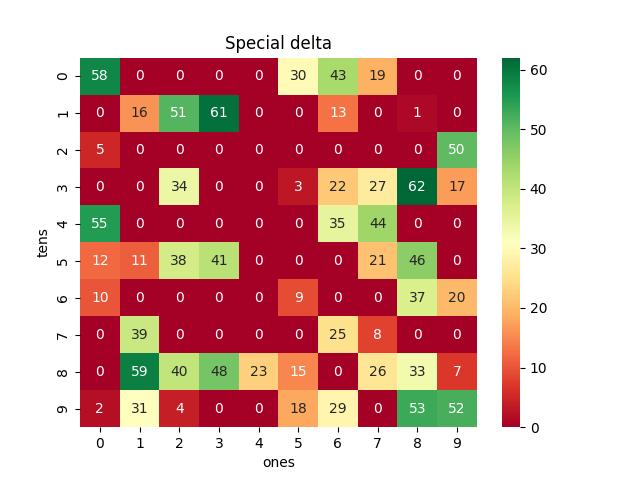 Special delta
0 58 0 0 0 0 30 43 19 0 0
1 0 16 51 61 0 0 13 0 1 0
2 5 0 0 0 0 0 0 0 0 50
3 0 0 34 0 0 3 22 27 62 17
4 55 0 0 0 0 0 35 44 0 0
5 12 11 38 41 0 0 0 21 46 0
6 10 0 0 0 0 9 0 0 37 20
7 0 39 0 0 0 0 25 8 0 0
8 0 59 40 48 23 15 0 26 33 7
9 2 31 4 0 0 18 29 0 53 52
0 1 2 3 4 5 6 7 8 9
ones
tens
60
50
40
30
20
10
0